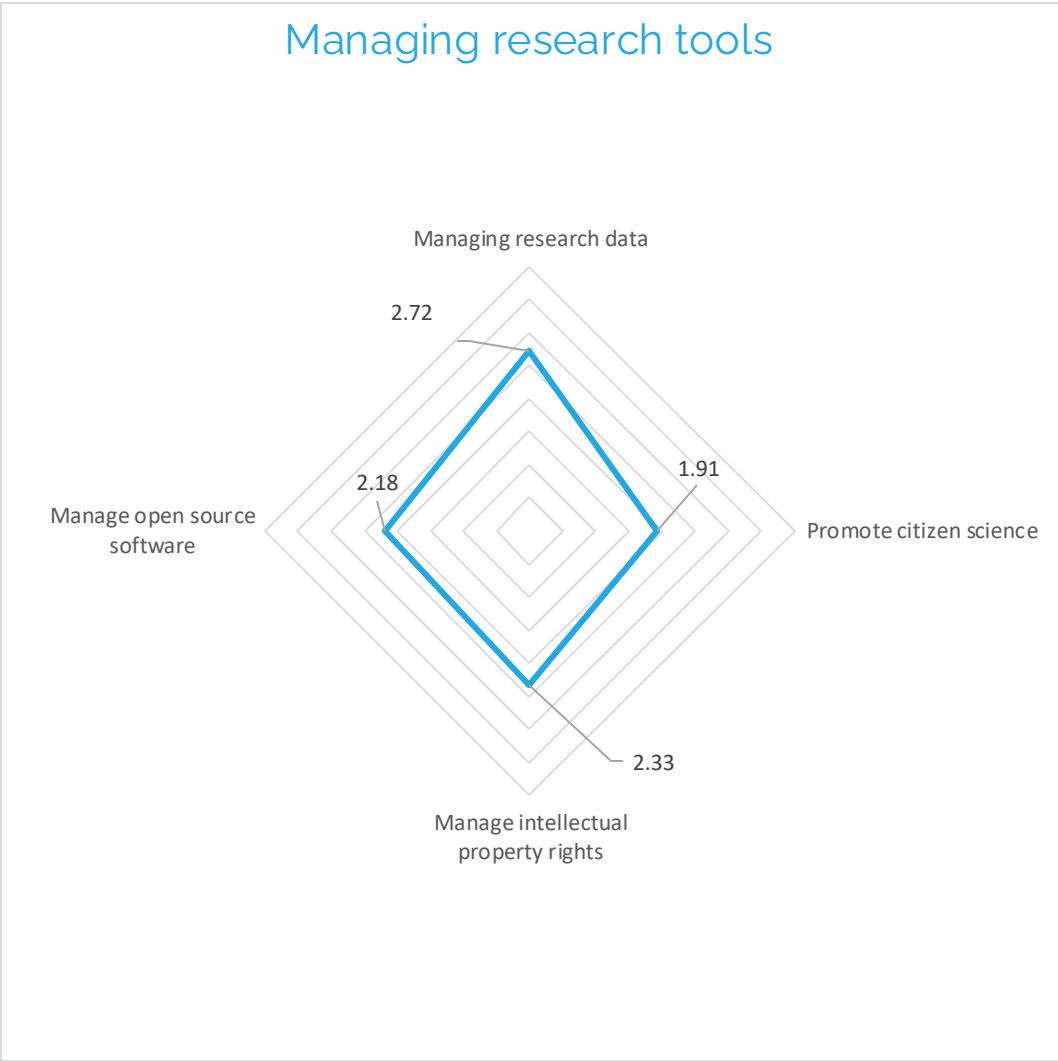 Managing research tools
Managing research data
2.72
1.91
2.18
Manage open source
software
Promote citizen science
2.33
Manage intellectual
property rights